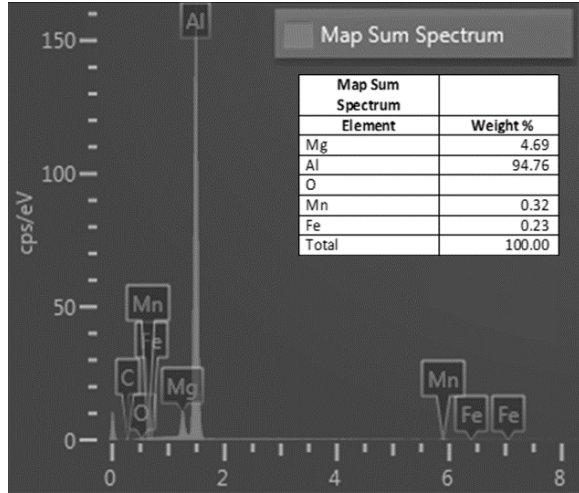 Map Sum Spectrum
Map Sum
Spectrum
Element Weight %
Mg 4.69
Al 94.76
O
Mn 0.32
Fe 0.23
Total 100.00
cps/eV
150
100
50
0
Al
Mn
Fe
C
O
Mg
Mn
Fe
Fe
0 2 4 6 8